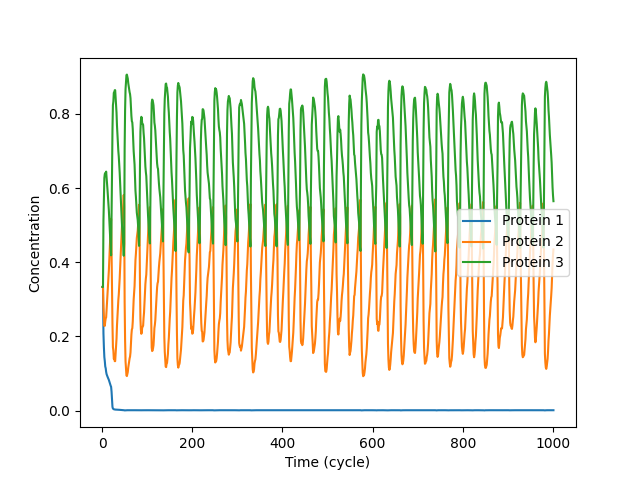 0.8
0.6
0.4
0.2
0.0
Concentration
Protein 1
Protein 2
Protein 3
0 200 400 600 800 1000
Time (cycle)